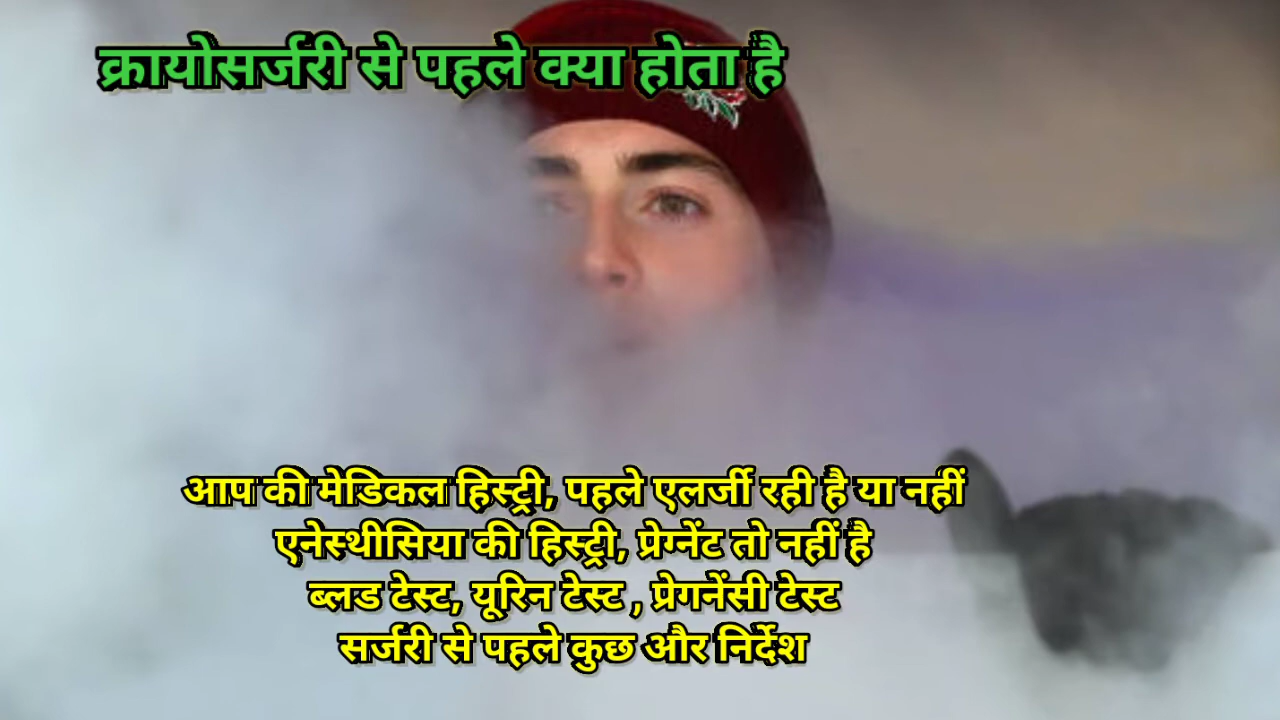 क्रायोसर्जरी से पहले क्या होता है
आप की मेडिकल हिस्ट्री, पहले एलर्जी रही है या नहीं
एनेस्थीसिया की हिस्ट्री, प्रेग्नेंट तो नहीं है
ब्लड टेस्ट, यूरिन टेस्ट , प्रेगनेंसी टेस्ट
सर्जरी से पहले कुछ और निर्देश